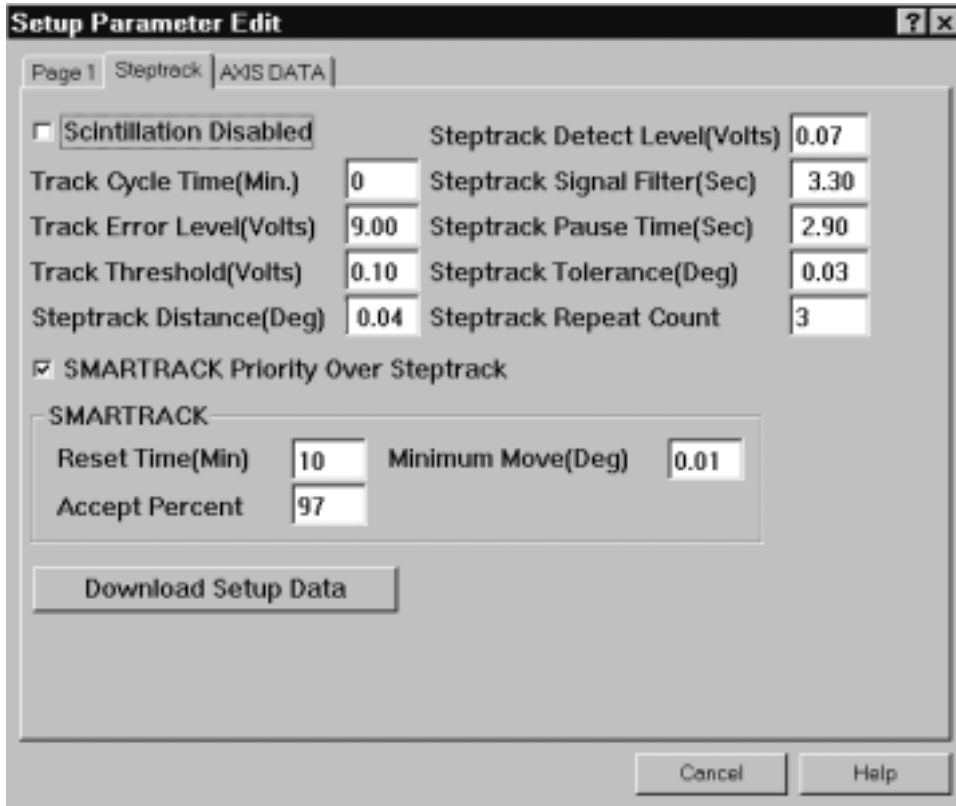 Setup Parameter Edit
Page 1 Steptrack AXIS DATA
Scintillation Disabled Steptrack Detect Level(Volts) 0.07
Track Cycle Time(Min.) 0 Steptrack Signal Filter(Sec) 3.30
Track Error Level(Volts) 9.00 Steptrack Pause Time(Sec) 2.90
Track Threshold(Volts) 0.10 Steptrack Tolerance(Deg) 0.03
Steptrack Distance(Deg) 0.04 Steptrack Repeat Count 3
SMARTRACK Priority Over Steptrack
SMARTRACK
Reset Time(Min) 10 Minimum Move(Deg) 0.01
Accept Percent 97
Download Setup Data
Cancel Help